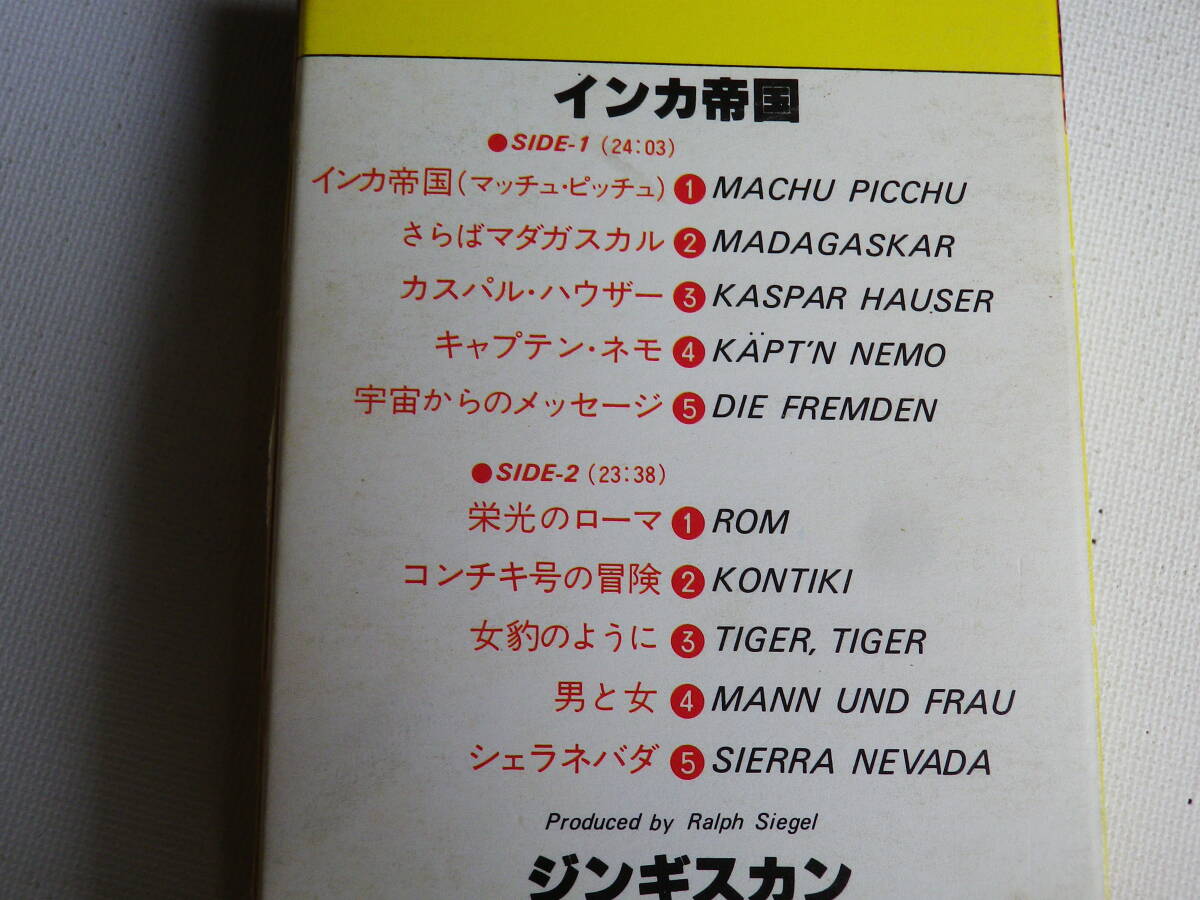 インカ帝国
●SIDE-1 (24:03)
インカ帝国(マッチュ・ピッチュ) 1 MACHU PICCHU
さらばマダガスカル 2 MADAGASKAR
カスパル・ハウザー 3 KASPAR HAUSER
キャプテン・ネモ 4 KÄPT'N NEMO
宇宙からのメッセージ 5 DIE FREMDEN
●SIDE-2 (23:38)
栄光のローマ 1 ROM
コンチキ号の冒険 2 KONTIKI
女豹のように 3 TIGER, TIGER
男と女 4 MANN UND FRAU
シェラネバダ 5 SIERRA NEVADA
Produced by Ralph Siegel
ジンギスカン